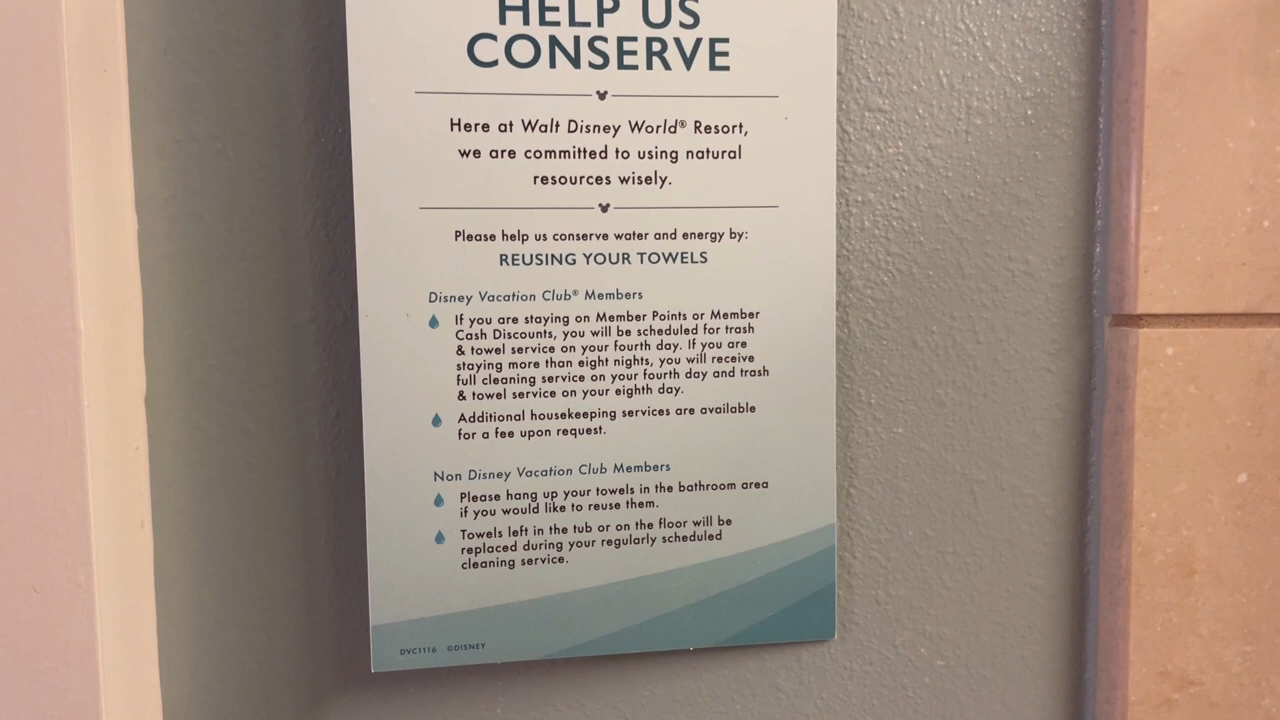 HELP US
CONSERVE
Here at Walt Disney World® Resort,
we are committed to using natural
resources wisely.
Please help us conserve water and energy by:
REUSING YOUR TOWELS
Disney Vacation Club® Members
If you are staying on Member Points or Member
Cash Discounts, you will be scheduled for trash
& towel service on your fourth day. If you are
staying more than eight nights, you will receive
full cleaning service on your fourth day and trash
& towel service on your eighth day.
Additional housekeeping services are available
for a fee upon request.
Non Disney Vacation Club Members
Please hang up your towels in the bathroom area
if you would like to reuse them.
Towels left in the tub or on the floor will be
replaced during your regularly scheduled
cleaning service.
DVC1116 ©DISNEY